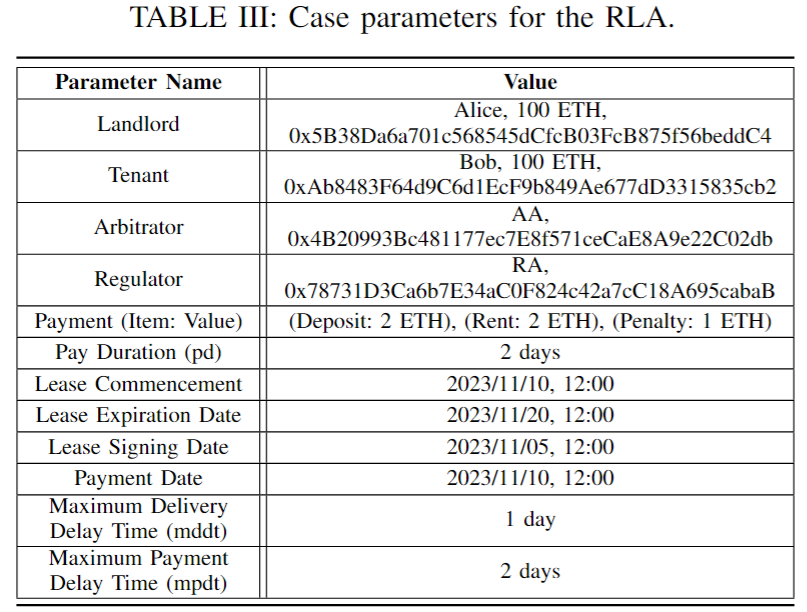 TABLE III: Case parameters for the RLA.
Parameter Name Value
Landlord Alice, 100 ETH,
0x5B38Da6a701c568545dCfcB03FcB875f56beddC4
Tenant Bob, 100 ETH,
0xAb8483F64d9C6d1EcF9b849Ae677dD3315835cb2
Arbitrator AA,
0x4B20993Bc481177ec7E8f571ceCaE8A9e22C02db
Regulator RA,
0x78731D3Ca6b7E34aC0F824c42a7cC18A695cabaB
Payment (Item: Value) (Deposit: 2 ETH), (Rent: 2 ETH), (Penalty: 1 ETH)
Pay Duration (pd) 2 days
Lease Commencement 2023/11/10, 12:00
Lease Expiration Date 2023/11/20, 12:00
Lease Signing Date 2023/11/05, 12:00
Payment Date 2023/11/10, 12:00
Maximum Delivery
Delay Time (mddt) 1 day
Maximum Payment
Delay Time (mpdt) 2 days